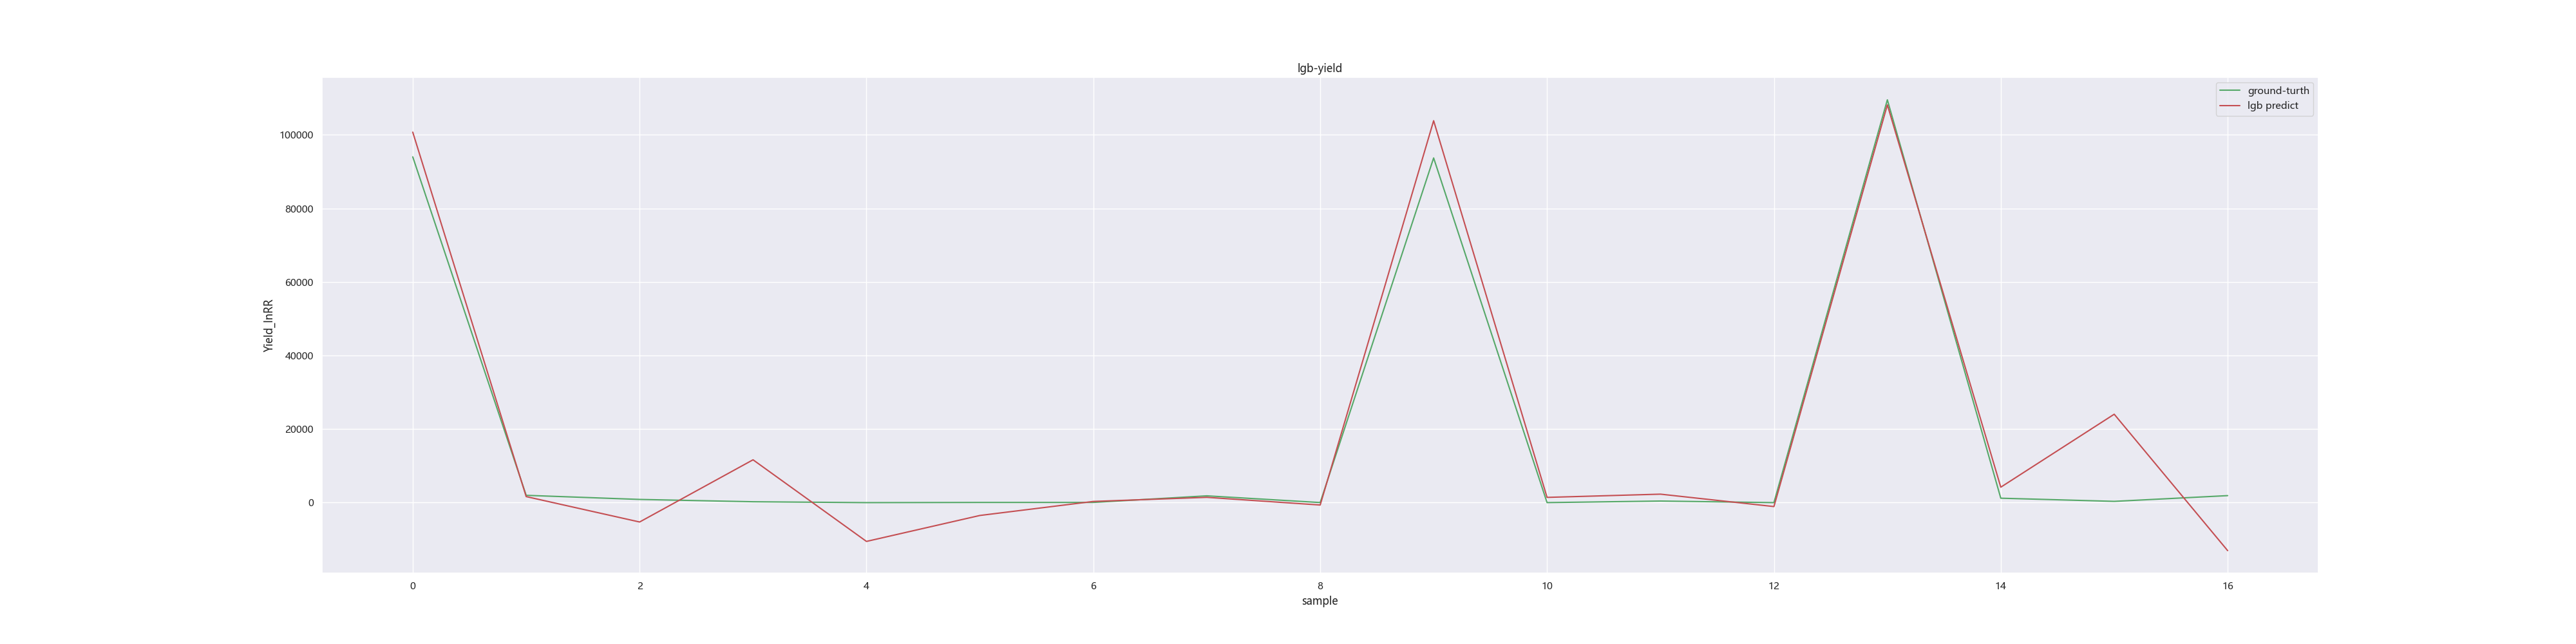 lgb-yield
ground-turth
lgb predict
Yield_lnRR
100000
80000
60000
40000
20000
0
0 2 4 6 8 10 12 14 16
sample